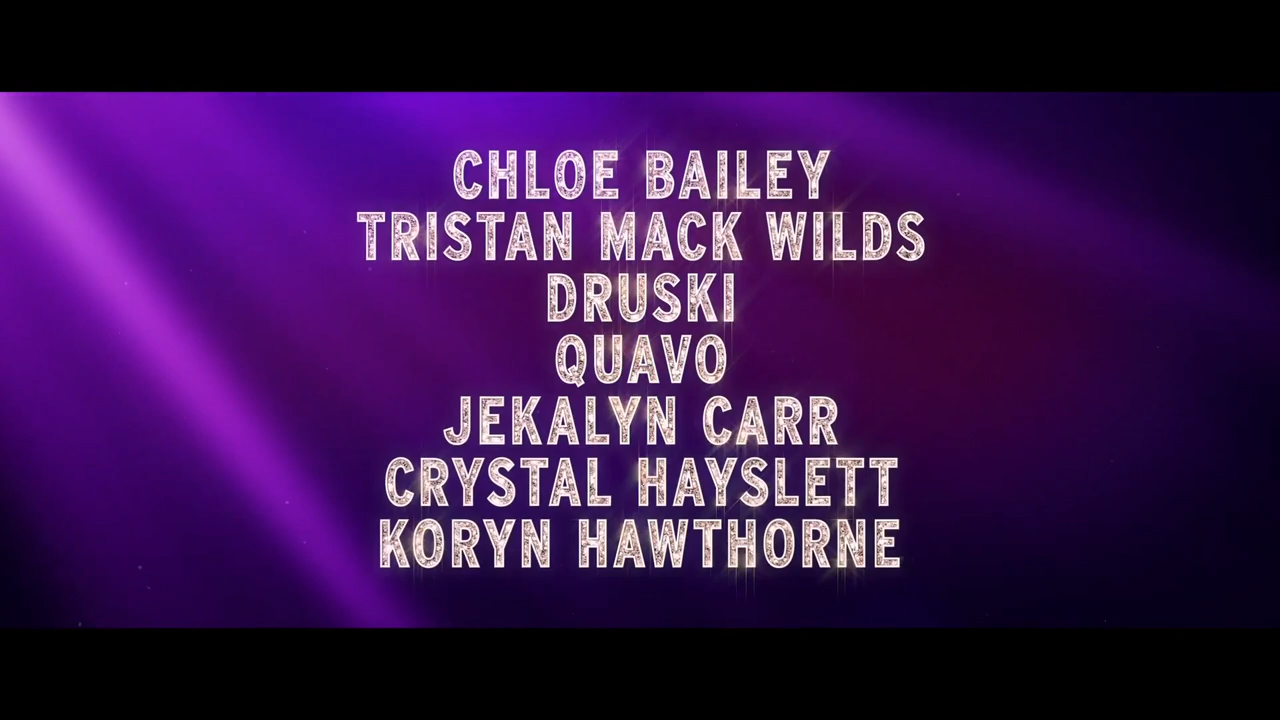 CHLOE BAILEY
TRISTAN MACK WILDS
DRUSKI
QUAVO
JEKALYN CARR
CRYSTAL HAYSLETT
KORYN HAWTHORNE